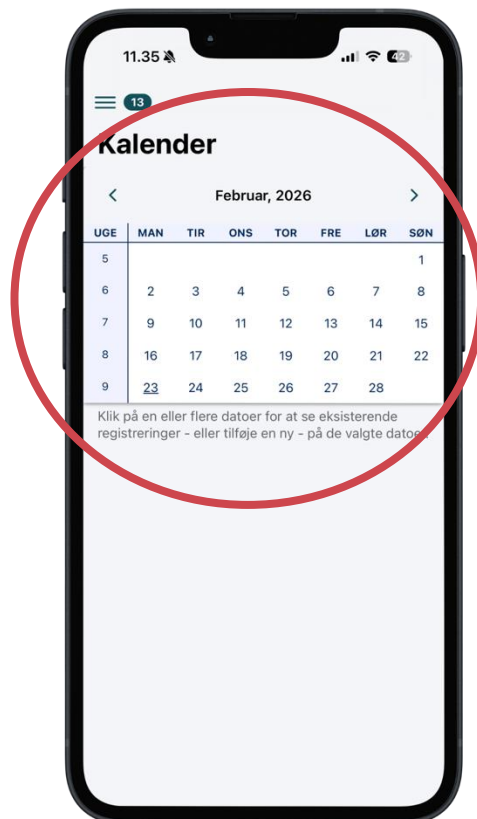 11.35
42
13
Kalender
Februar, 2026
UGE MAN TIR ONS TOR FRE LØR SØN
5 1
6 2 3 4 5 6 7 8
7 9 10 11 12 13 14 15
8 16 17 18 19 20 21 22
9 23 24 25 26 27 28
Klik på en eller flere datoer for at se eksisterende
registreringer - eller tilføje en ny - på de valgte datoer.